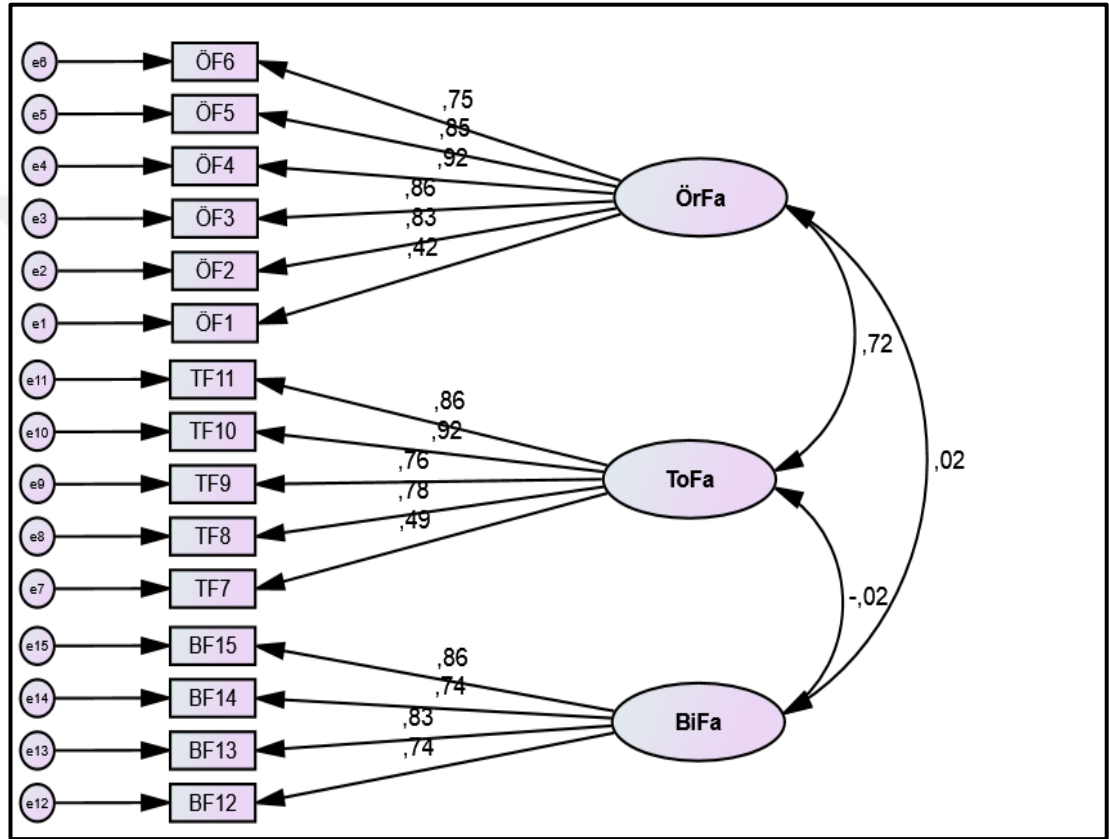 e6
ÖF6
,75
e5
ÖF5
,85
e4
ÖF4
,92
e3
ÖF3
,86
e2
ÖF2
,83
e1
ÖF1
,42
ÖrFa
,72
,02
e11
TF11
,86
e10
TF10
,92
e9
TF9
,76
e8
TF8
,78
e7
TF7
,49
ToFa
-,02
e15
BF15
,86
e14
BF14
,74
e13
BF13
,83
e12
BF12
,74
BiFa